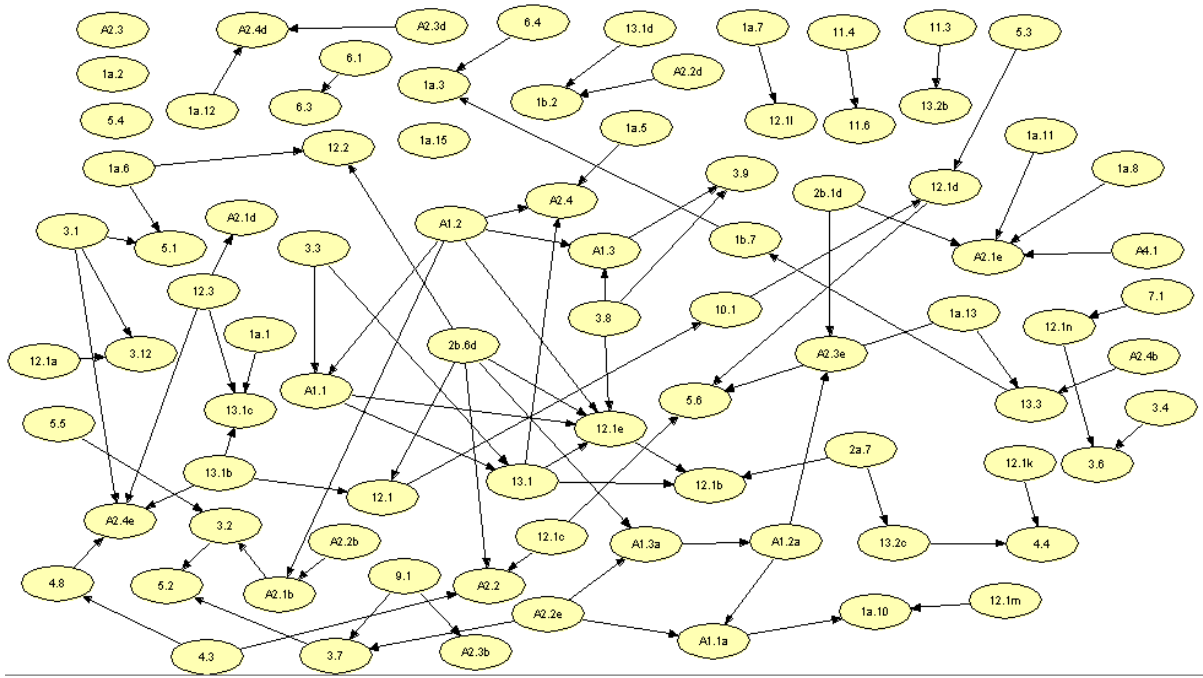 A2.3
A2.4d
A2.3d
6.4
13.1d
1a.7
11.4
11.3
5.3
1a.2
6.1
1a.3
A2.2d
1b.2
6.3
1a.12
5.4
12.1l
11.6
13.2b
1a.15
1a.5
1a.11
12.2
1a.6
3.9
1a.8
12.1d
2b.1d
A2.4
A2.1d
A1.2
3.1
5.1
3.3
A1.3
1b.7
A2.1e
A4.1
12.3
7.1
10.1
3.8
1a.13
12.1n
1a.1
2b.6d
12.1a
3.12
A2.3e
A2.4b
A1.1
5.6
13.3
13.1c
3.4
5.5
12.1e
2a.7
12.1k
3.6
13.1b
13.1
12.1b
12.1
A2.4e
3.2
12.1c
A2.2b
A1.3a
A1.2a
13.2c
4.4
4.8
5.2
A2.1b
9.1
A2.2
A2.2e
1a.10
12.1m
4.3
3.7
A2.3b
A1.1a